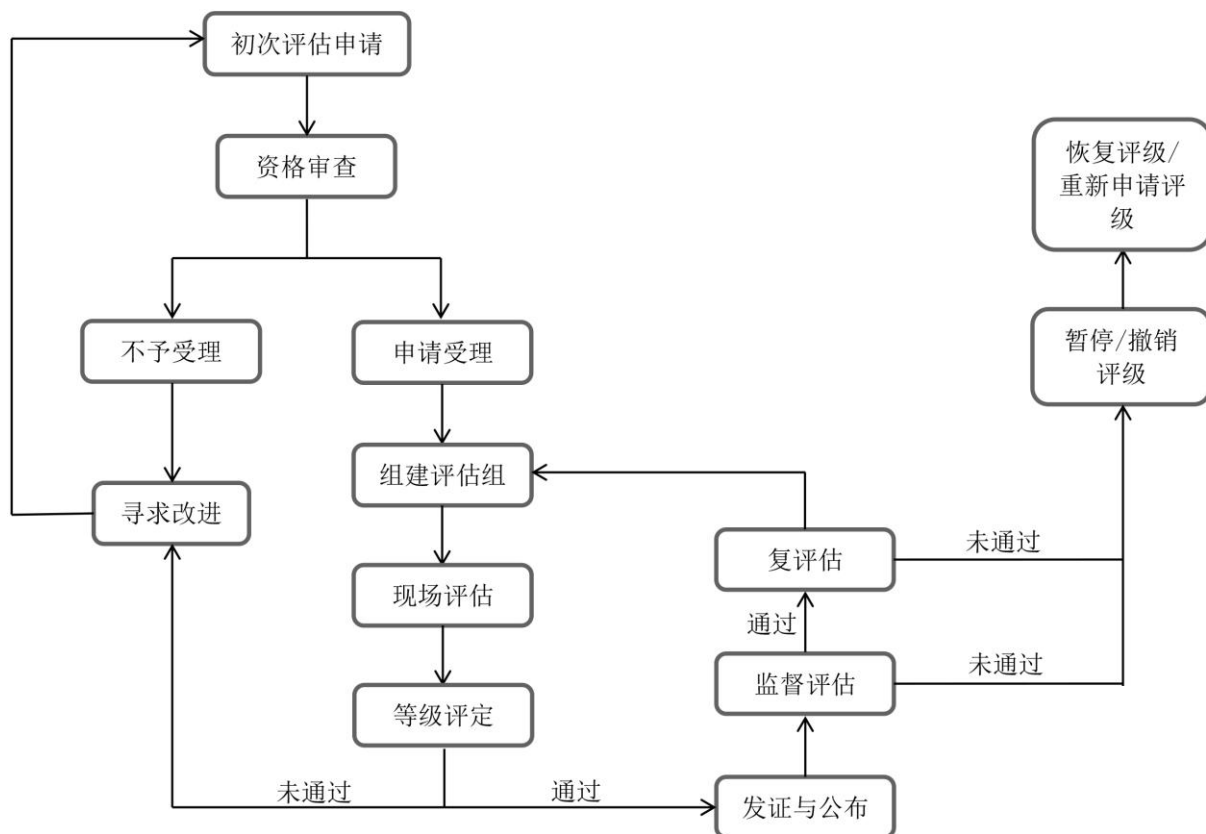 初次评估申请
资格审查
恢复评级/
重新申请评
级
不予受理
申请受理
暂停/撤销
评级
组建评估组
寻求改进
复评估
未通过
现场评估
通过
监督评估
未通过
等级评定
未通过
通过
发证与公布